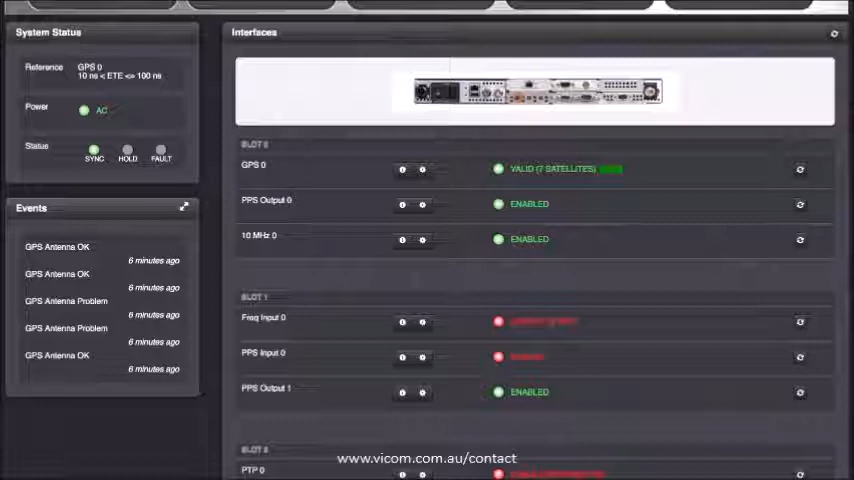 System Status
Reference
GPS 0
10 ns < ETE <= 100 ns
Power
AC
Status
SYNC
HOLD
FAULT
Events
GPS Antenna OK
6 minutes ago
GPS Antenna OK
6 minutes ago
GPS Antenna Problem
6 minutes ago
GPS Antenna Problem
6 minutes ago
GPS Antenna OK
6 minutes ago
Interfaces
SLOT 0
GPS 0
VALID (7 SATELLITES)
PPS Output 0
ENABLED
10 MHz 0
ENABLED
SLOT 1
Freq Input 0
PPS Input 0
PPS Output 1
ENABLED
SLOT
PTP 0
www.vicom.com.au/contact